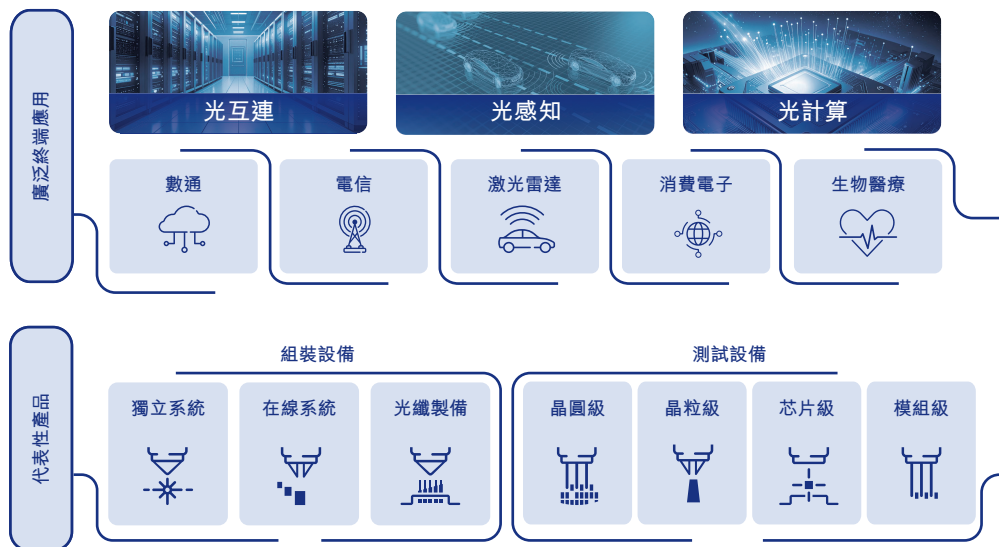 廣泛終端應用
光互連
光感知
光計算
數通
電信
激光雷達
消費電子
生物醫療
代表性產品
組裝設備
測試設備
獨立系統
在線系統
光纖製備
晶圓級
晶粒級
芯片級
模組級